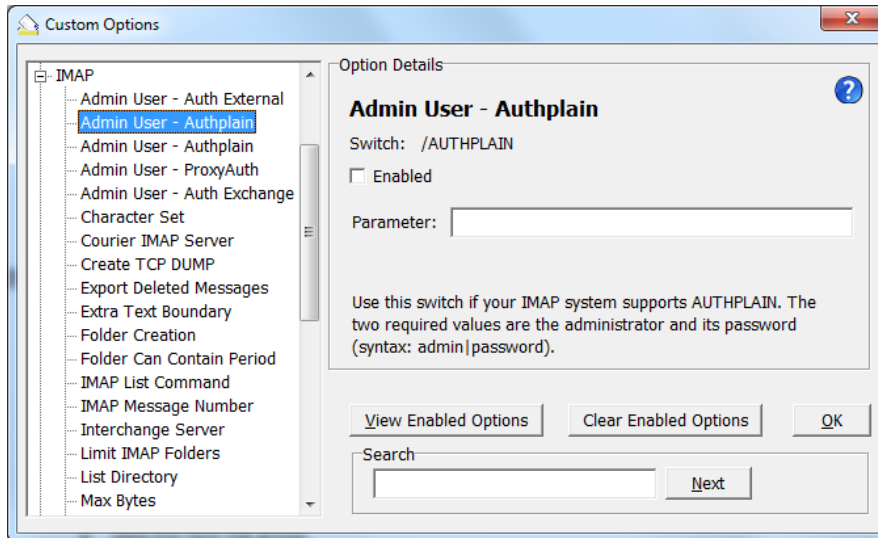 Custom Options
IMAP
Admin User - Auth External
Admin User - Authplain
Admin User - Authplain
Admin User - ProxyAuth
Admin User - Auth Exchange
Character Set
Courier IMAP Server
Create TCP DUMP
Export Deleted Messages
Extra Text Boundary
Folder Creation
Folder Can Contain Period
IMAP List Command
IMAP Message Number
Interchange Server
Limit IMAP Folders
List Directory
Max Bytes
Option Details
Admin User - Authplain
Switch: /AUTHPLAIN
Enabled
Parameter:
Use this switch if your IMAP system supports AUTHPLAIN. The
two required values are the administrator and its password
(syntax: admin|password).
View Enabled Options
Clear Enabled Options
OK
Search
Next